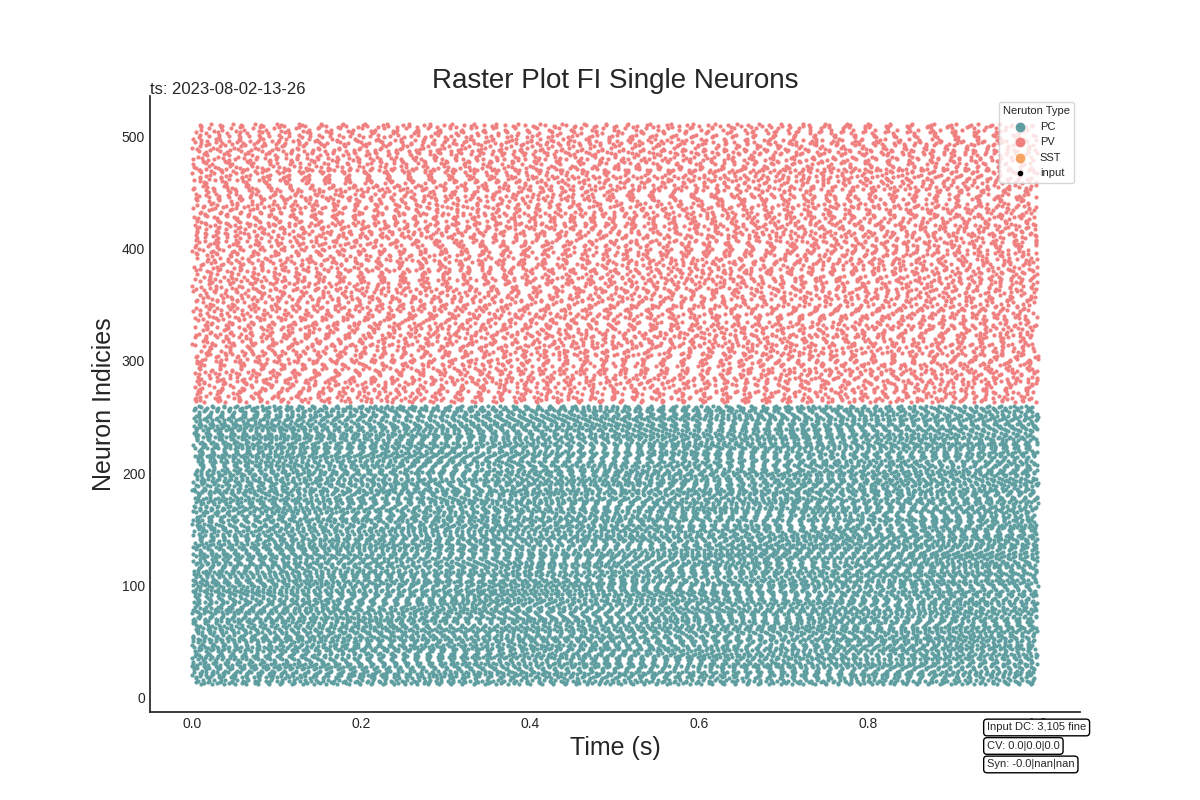 Raster Plot FI Single Neurons
ts: 2023-08-02-13-26
Neruton Type
PC
PV
SST
input
500
400
300
200
100
0
Neuron Indicies
0.0 0.2 0.4 0.6 0.8
Time (s)
Input DC: 3,105 fine
CV: 0.0|0.0|0.0
Syn: -0.0|nan|nan